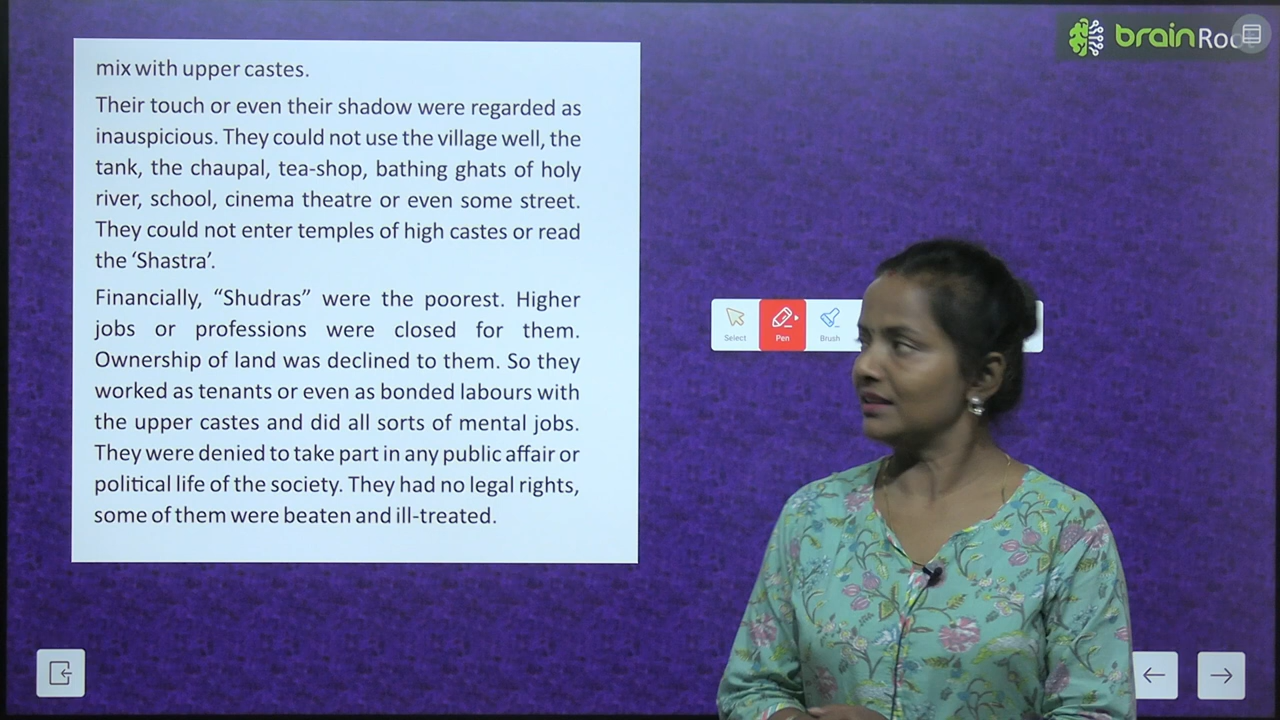 mix with upper castes.
Their touch or even their shadow were regarded as
inauspicious. They could not use the village well, the
tank, the chaupal, tea-shop, bathing ghats of holy
river, school, cinema theatre or even some street.
They could not enter temples of high castes or read
the ‘Shastra’.
Financially, “Shudras” were the poorest. Higher
jobs or professions were closed for them.
Ownership of land was declined to them. So they
worked as tenants or even as bonded labours with
the upper castes and did all sorts of mental jobs.
They were denied to take part in any public affair or
political life of the society. They had no legal rights,
some of them were beaten and ill-treated.
brain
Select
Pen
Brush